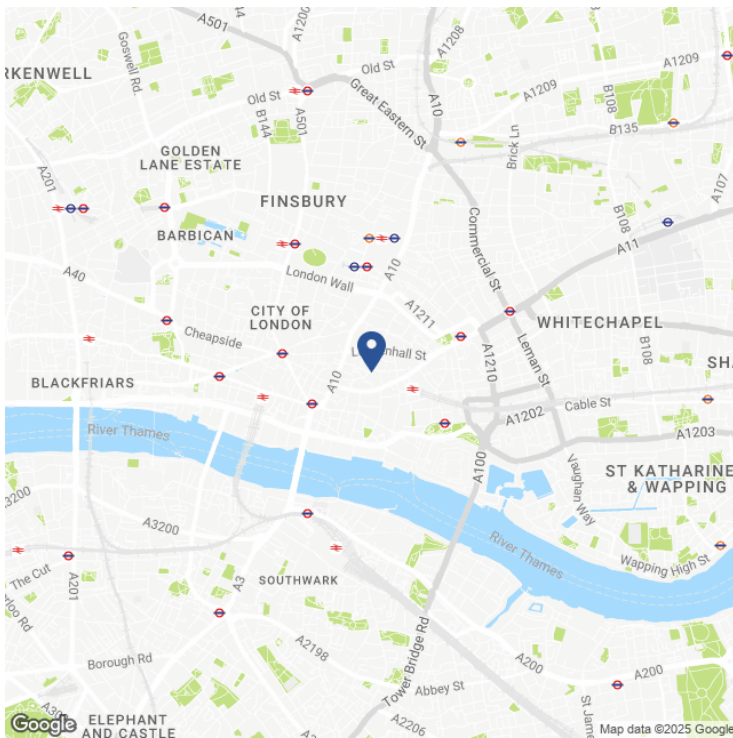 A501
A1200
A1208
A1209
RKENWELL
Goswell Rd.
Old St
Great Eastern St
A10
A1209
B108
Old St
B144
A501
B135
A201
GOLDEN
LANE ESTATE
Brick Ln
A107
FINSBURY
Commercial St
B108
BARBICAN
A11
A40
London Wall
A10
A1211
CITY OF
LONDON
Cheapside
WHITECHAPEL
L
enhall St
A1210
Leman St
B108
SHA
BLACKFRIARS
A10
Cable St
A1202
River Thames
A1203
A100
Vaughan Way
ST KATHARINE
& WAPPING
A3200
A3200
River Thames
Wapping High St
The Cut
A201
A3
SOUTHWARK
Tower Bridge Rd
A2198
Borough Rd
A200
A200
Abbey St
St James
A2206
ELEPHANT
AND CASTLE
Google
Map data ©2025 Google